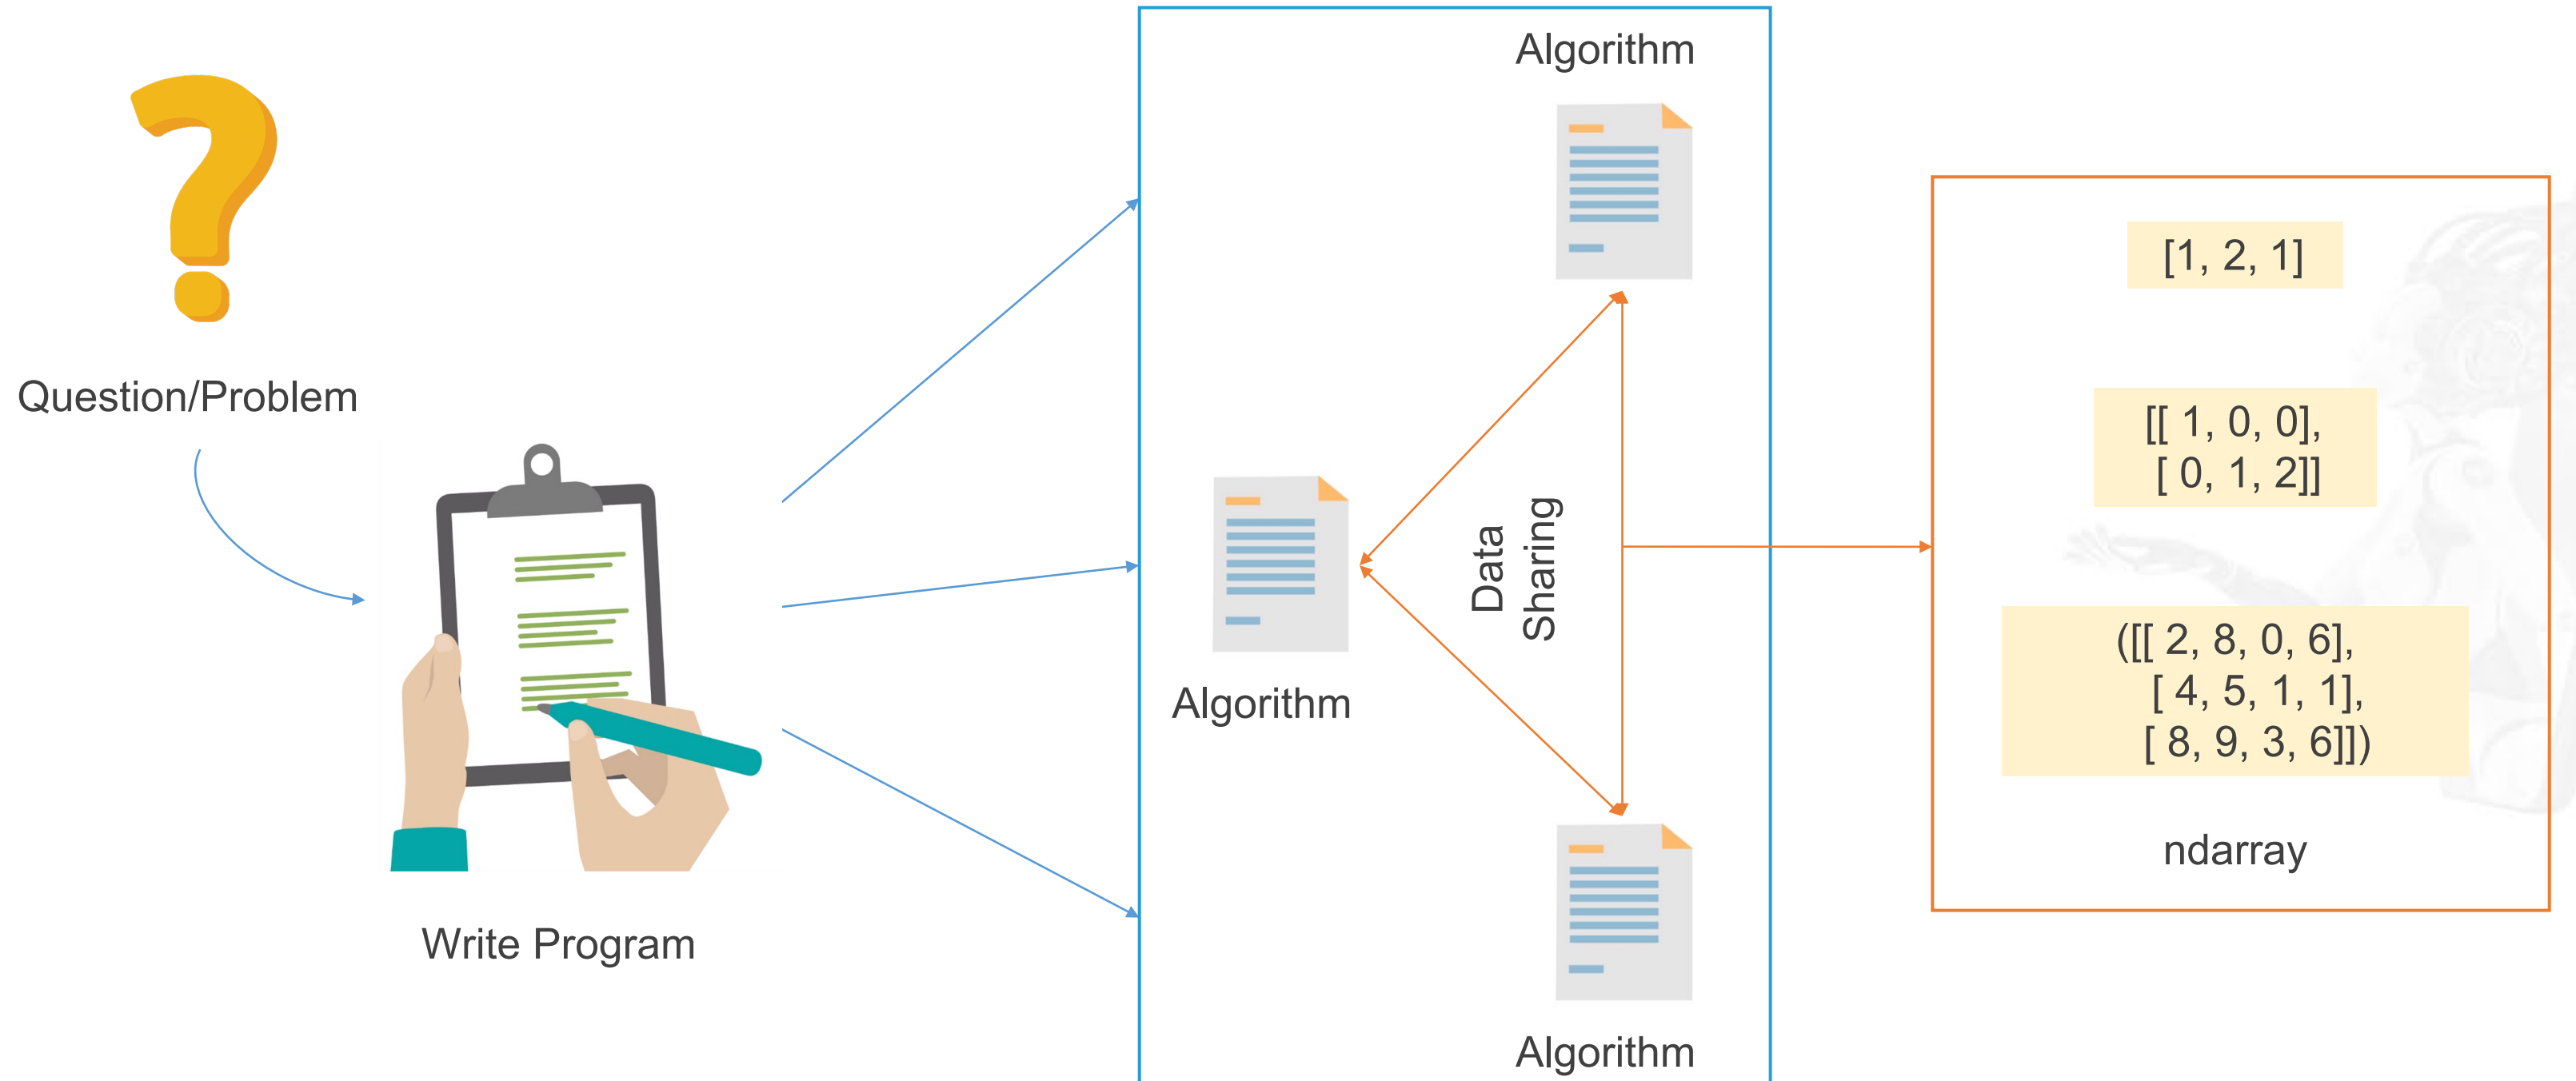 Question/Problem
Write Program
Algorithm
Algorithm
Data
Sharing
Algorithm
[1, 2, 1]
[[ 1, 0, 0],
[ 0, 1, 2]]
([[ 2, 8, 0, 6],
[ 4, 5, 1, 1],
[ 8, 9, 3, 6]])
ndarray